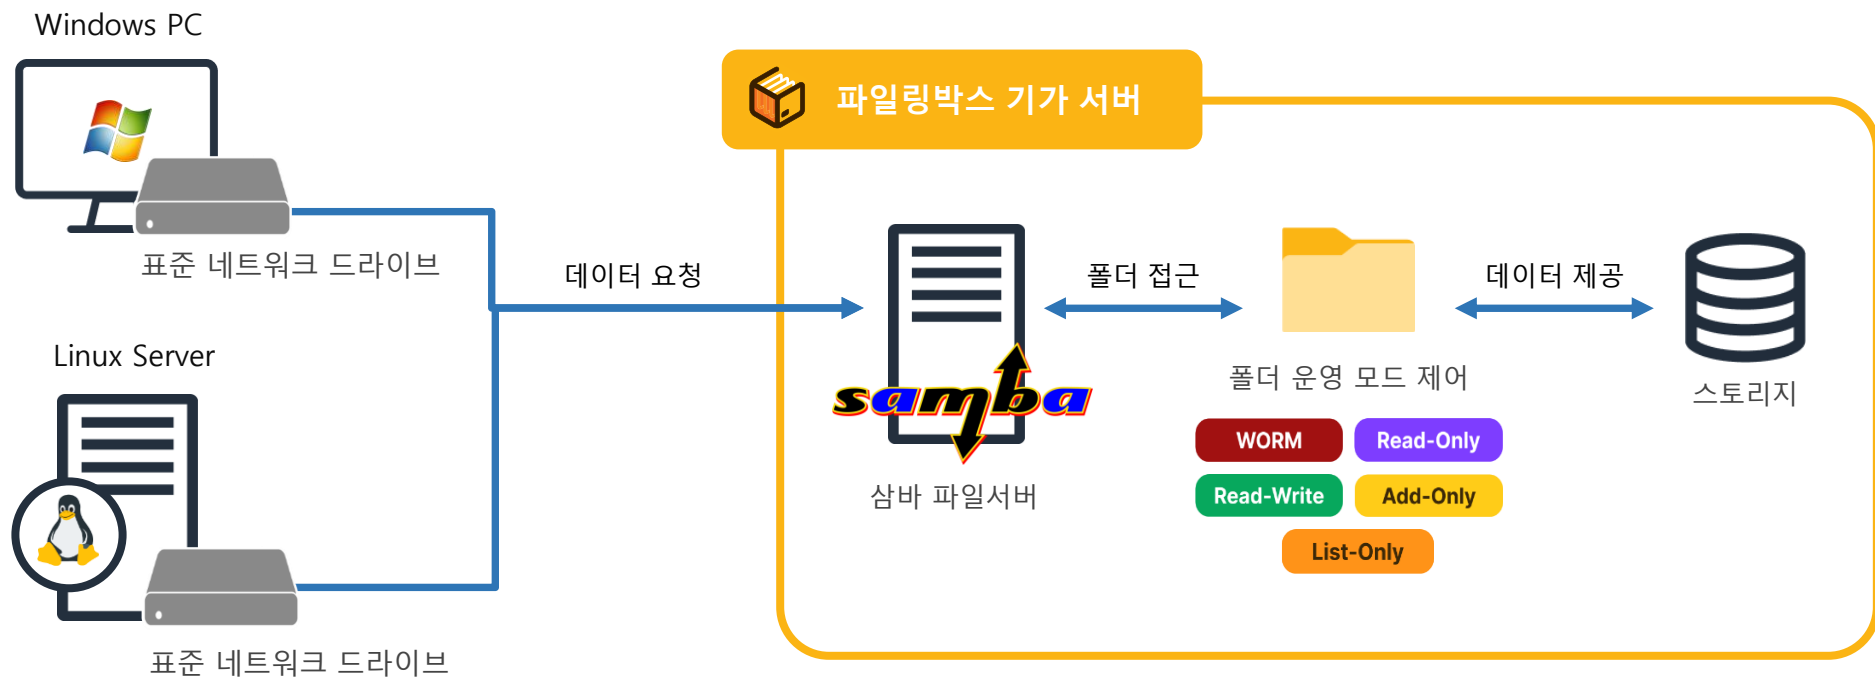 Windows PC
표준 네트워크 드라이브
Linux Server
표준 네트워크 드라이브
데이터 요청
파일링박스 기가 서버
samba
삼바 파일서버
폴더 접근
폴더 운영 모드 제어
WORM
Read-Only
Read-Write
Add-Only
List-Only
데이터 제공
스토리지